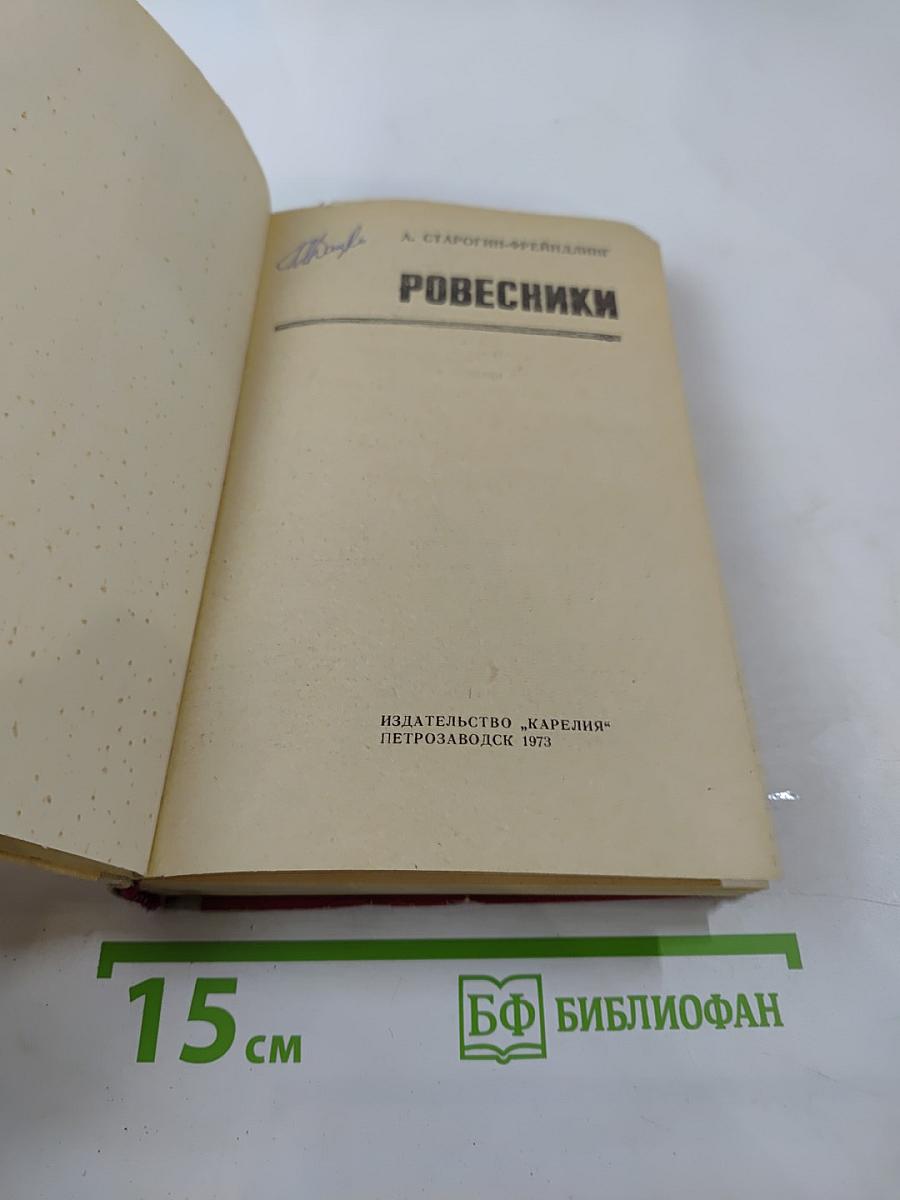 А. СТАРОГИН-ФРЕЙНДЛИНГ
РОВЕСНИКИ
ИЗДАТЕЛЬСТВО „КАРЕЛИЯ“
ПЕТРОЗАВОДСК 1973
15 см
БФ БИБЛИОФАН